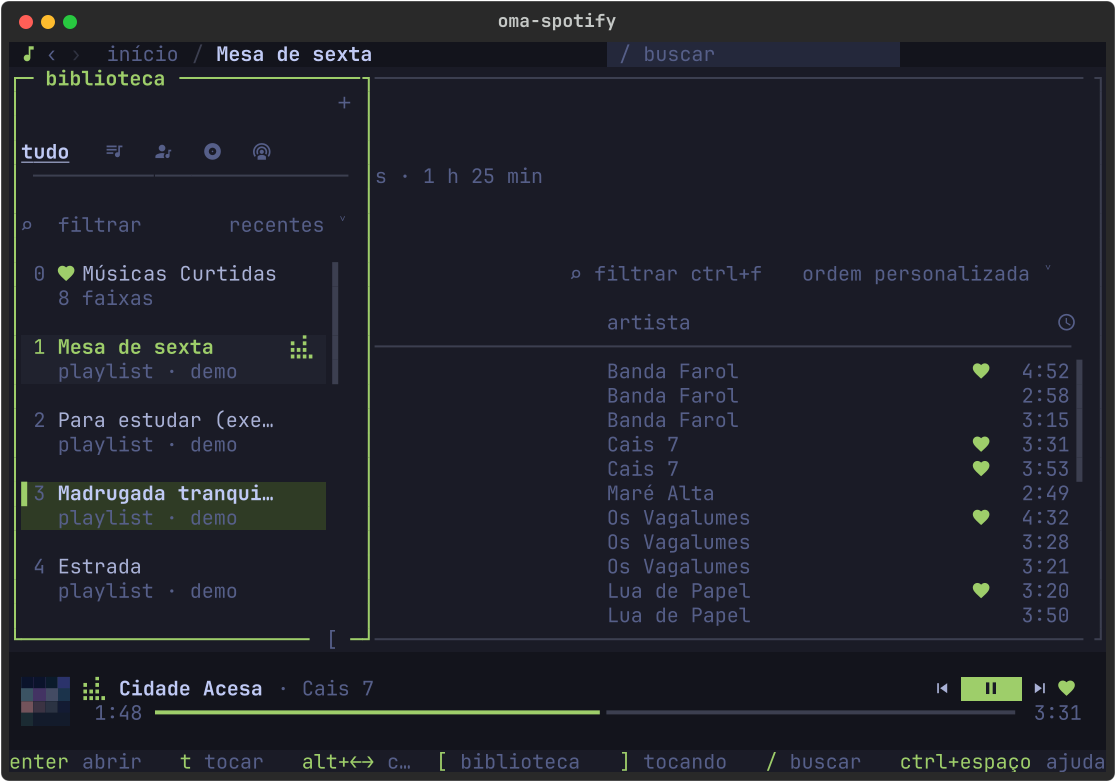 oma-spotify
‹ › início / Mesa de sexta / buscar
biblioteca
+
tudo
s · 1 h 25 min
filtrar recentes ˅
filtrar ctrl+f ordem personalizada ˅
0 Músicas Curtidas
8 faixas
1 Mesa de sexta
playlist · demo
2 Para estudar (exe…
playlist · demo
3 Madrugada tranqui…
playlist · demo
4 Estrada
playlist · demo
[
artista
Banda Farol 4:52
Banda Farol 2:58
Banda Farol 3:15
Cais 7 3:31
Cais 7 3:53
Maré Alta 2:49
Os Vagalumes 4:32
Os Vagalumes 3:28
Os Vagalumes 3:21
Lua de Papel 3:20
Lua de Papel 3:50
Cidade Acesa · Cais 7
1:48 3:31
enter abrir t tocar alt+←→ c… [ biblioteca ] tocando / buscar ctrl+espaço ajuda